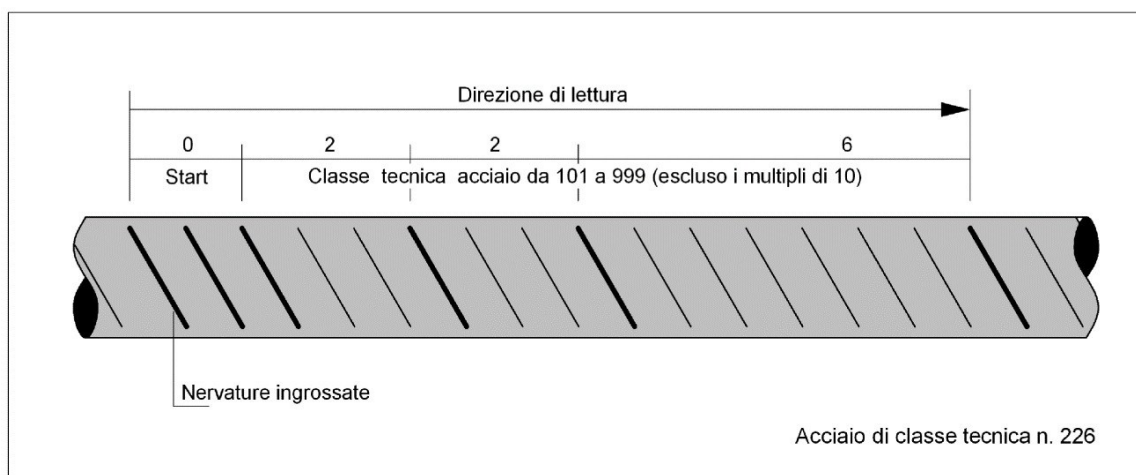 Direzione di lettura
0 2 2 6
Start Classe tecnica acciaio da 101 a 999 (escluso i multipli di 10)
Nervature ingrossate
Acciaio di classe tecnica n. 226